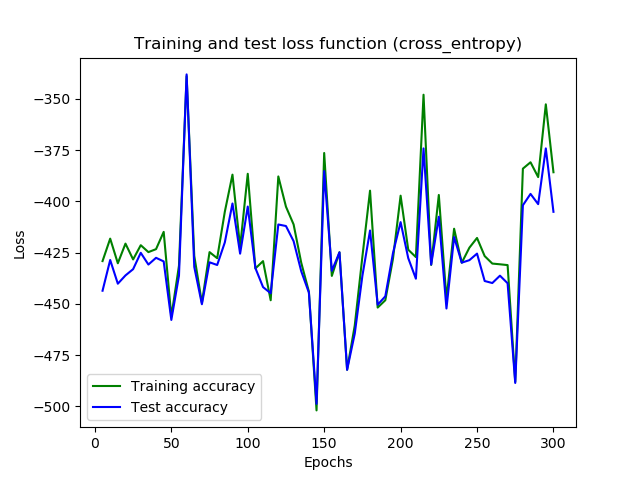 Training and test loss function (cross_entropy)
−350
−375
−400
−425
−450
−475
−500
Loss
Training accuracy
Test accuracy
0 50 100 150 200 250 300
Epochs